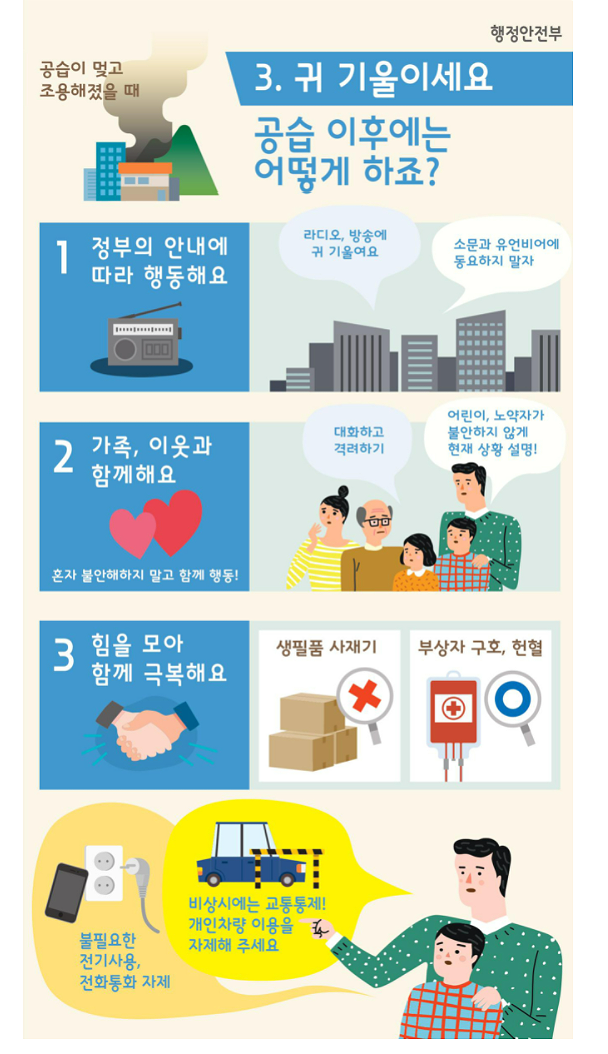 행정안전부
공습이 멎고
조용해졌을 때
3. 귀 기울이세요
공습 이후에는
어떻게 하죠?
1 정부의 안내에
따라 행동해요
라디오, 방송에
귀 기울여요
소문과 유언비어에
동요하지 말자
2 가족, 이웃과
함께해요
혼자 불안해하지 말고 함께 행동!
대화하고
격려하기
어린이, 노약자가
불안하지 않게
현재 상황 설명!
3 힘을 모아
함께 극복해요
생필품 사재기
부상자 구호, 헌혈
비상시에는 교통통제!
개인차량 이용을
자제해 주세요
불필요한
전기사용,
전화통화 자제